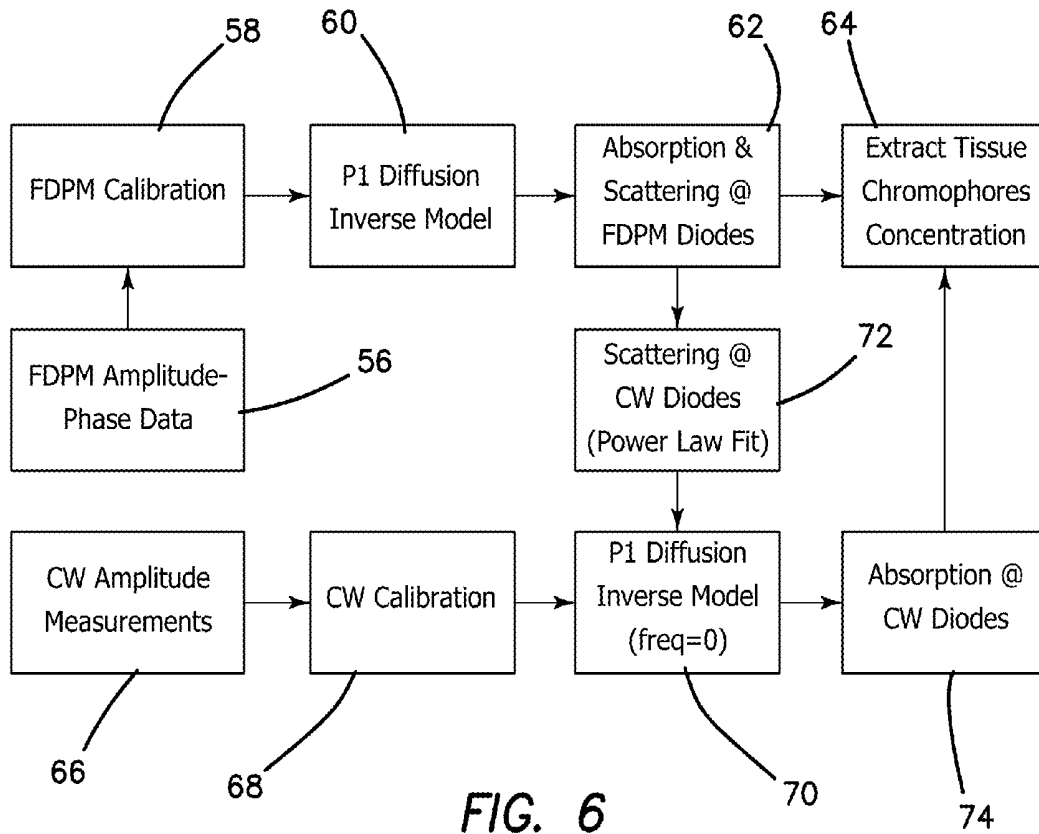 58
60
62
64
FDPM Calibration
P1 Diffusion
Inverse Model
Absorption &
Scattering @
FDPM Diodes
Extract Tissue
Chromophores
Concentration
FDPM Amplitude-
Phase Data
56
Scattering @
CW Diodes
(Power Law Fit)
72
CW Amplitude
Measurements
CW Calibration
P1 Diffusion
Inverse Model
(freq=0)
Absorption @
CW Diodes
66
68
70
74
FIG. 6